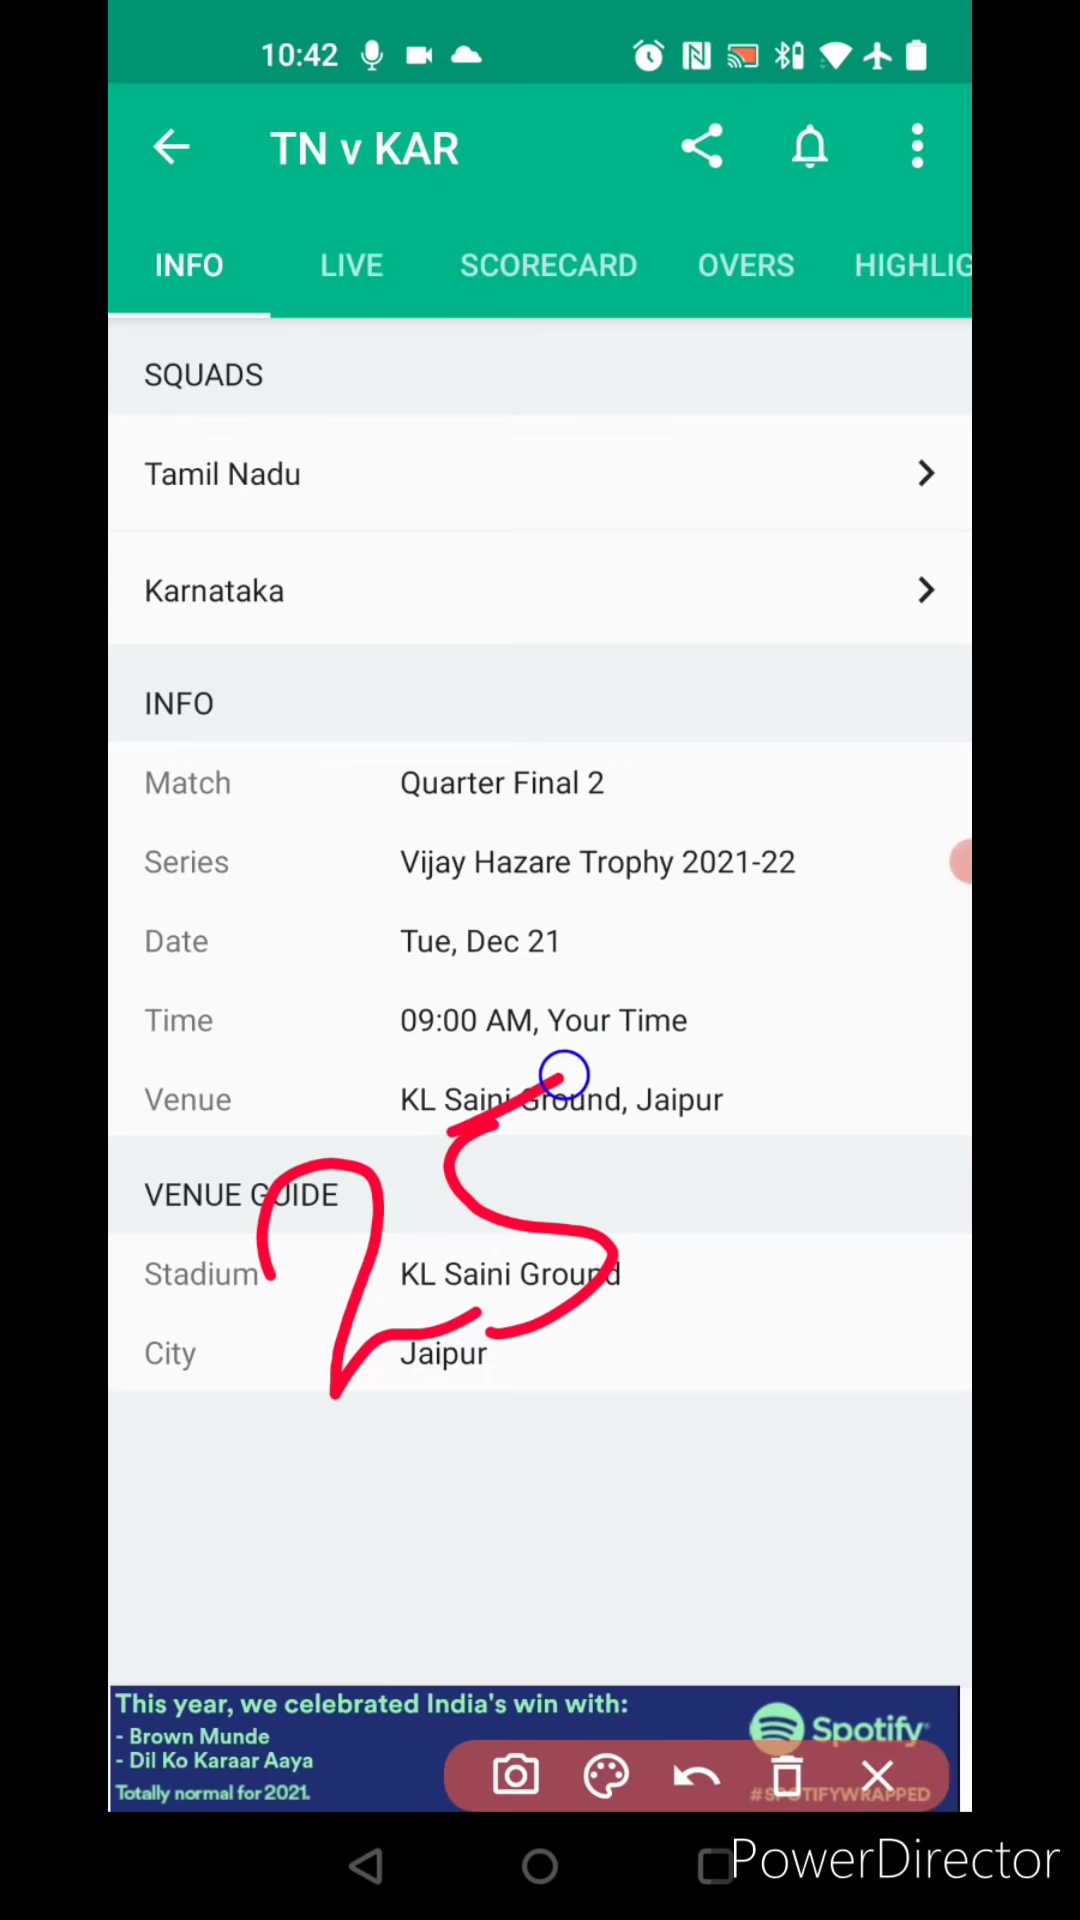 10:42
TN v KAR
INFO LIVE SCORECARD OVERS HIGHLIG
SQUADS
Tamil Nadu
Karnataka
INFO
Match Quarter Final 2
Series Vijay Hazare Trophy 2021-22
Date Tue, Dec 21
Time 09:00 AM, Your Time
Venue KL Saini Ground, Jaipur
VENUE GUIDE
Stadium KL Saini Ground
City Jaipur
25
This year, we celebrated India's win with:
- Brown Munde
- Dil Ko Karaar Aaya
Totally normal for 2021.
Spotify
#SPOTIFYWRAPPED
PowerDirector